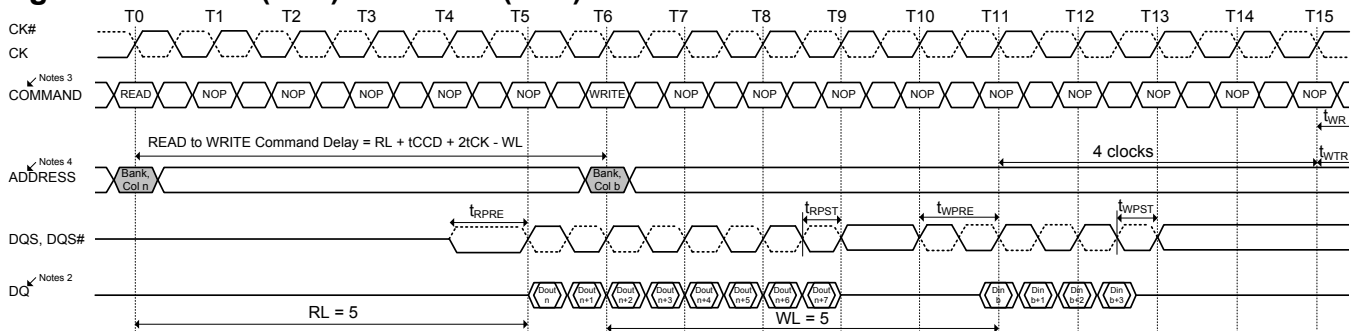 T0 T1 T2 T3 T4 T5 T6 T7 T8 T9 T10 T11 T12 T13 T14 T15
CK#
CK
Notes 3
COMMAND READ NOP NOP NOP NOP NOP WRITE NOP NOP NOP NOP NOP NOP NOP NOP NOP
tWR
READ to WRITE Command Delay = RL + tCCD + 2tCK - WL
4 clocks
tWTR
Notes 4
ADDRESS
Bank, Col n
Bank, Col b
tRPRE tRPST tWPRE tWPST
DQS, DQS#
Notes 2
DQ
Dout n
Dout n+1
Dout n+2
Dout n+3
Dout n+4
Dout n+5
Dout n+6
Dout n+7
Din b
Din b+1
Din b+2
Din b+3
RL = 5
WL = 5